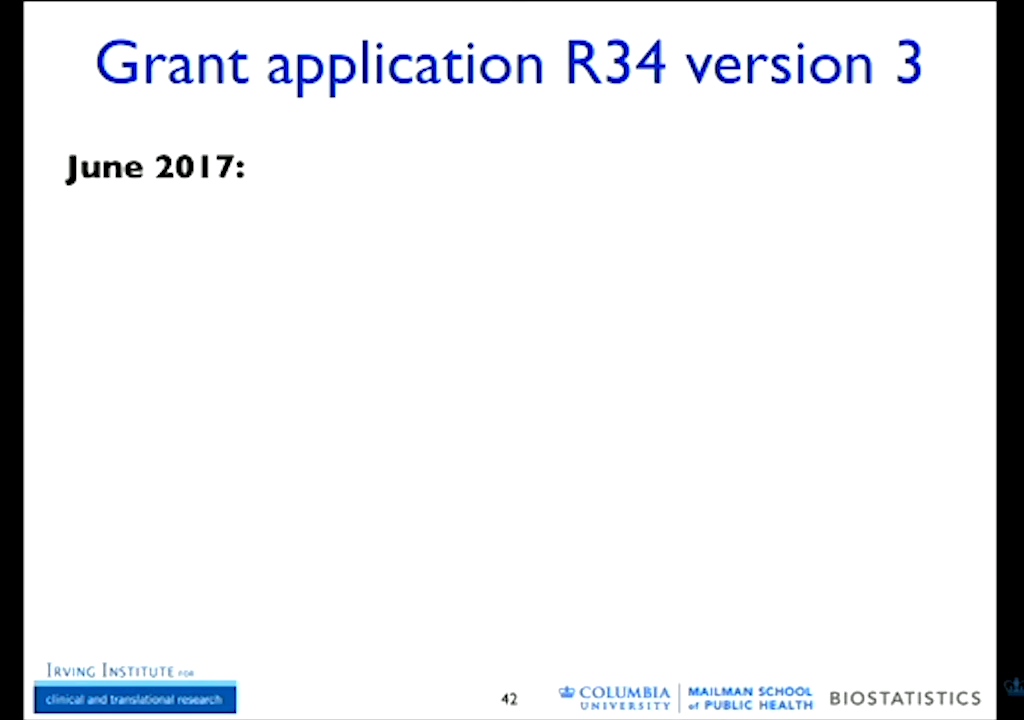 Grant application R34 version 3
June 2017:
IRVING INSTITUTE FOR
clinical and translational research
42
COLUMBIA UNIVERSITY
MAILMAN SCHOOL of PUBLIC HEALTH
BIOSTATISTICS